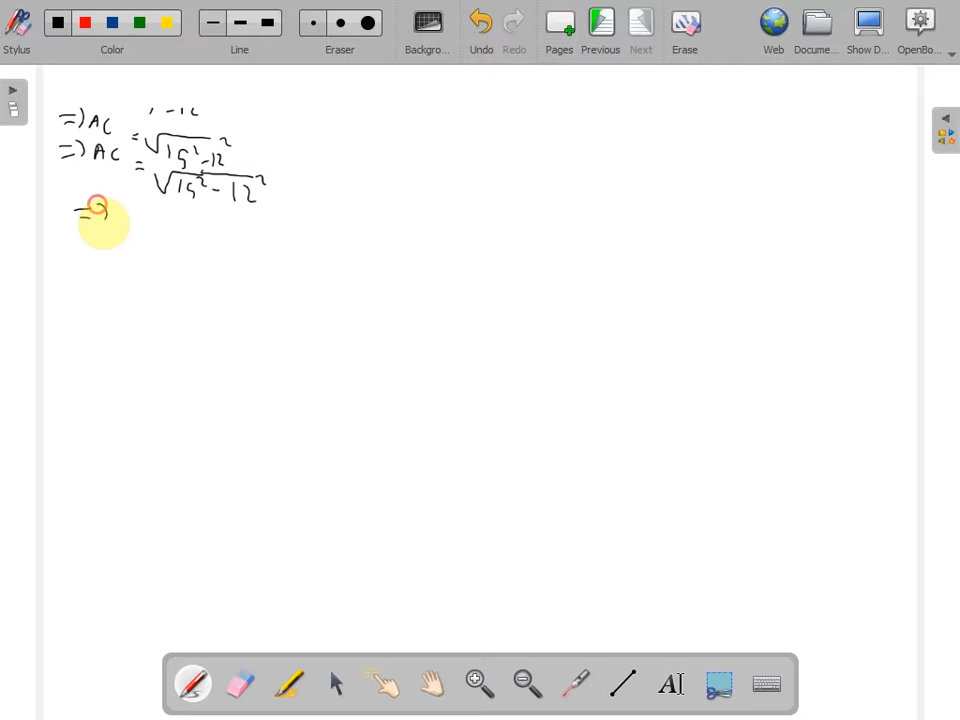 Stylus
Color
Line
Eraser
Backgro...
Undo
Redo
Pages
Previous
Next
Erase
Web
Docume...
Show D...
OpenBo...
=) AC = √15² - 12²
=) AC = √15² - 12²
=)
A